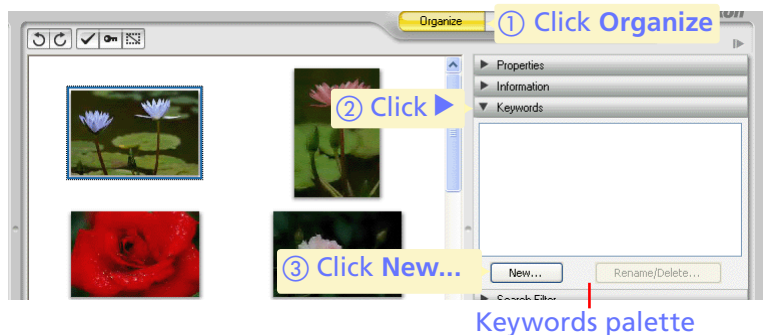 Organize
① Click Organize
Properties
Information
② Click ▶
Keywords
③ Click New...
New...
Rename/Delete...
Search Filter
Keywords palette